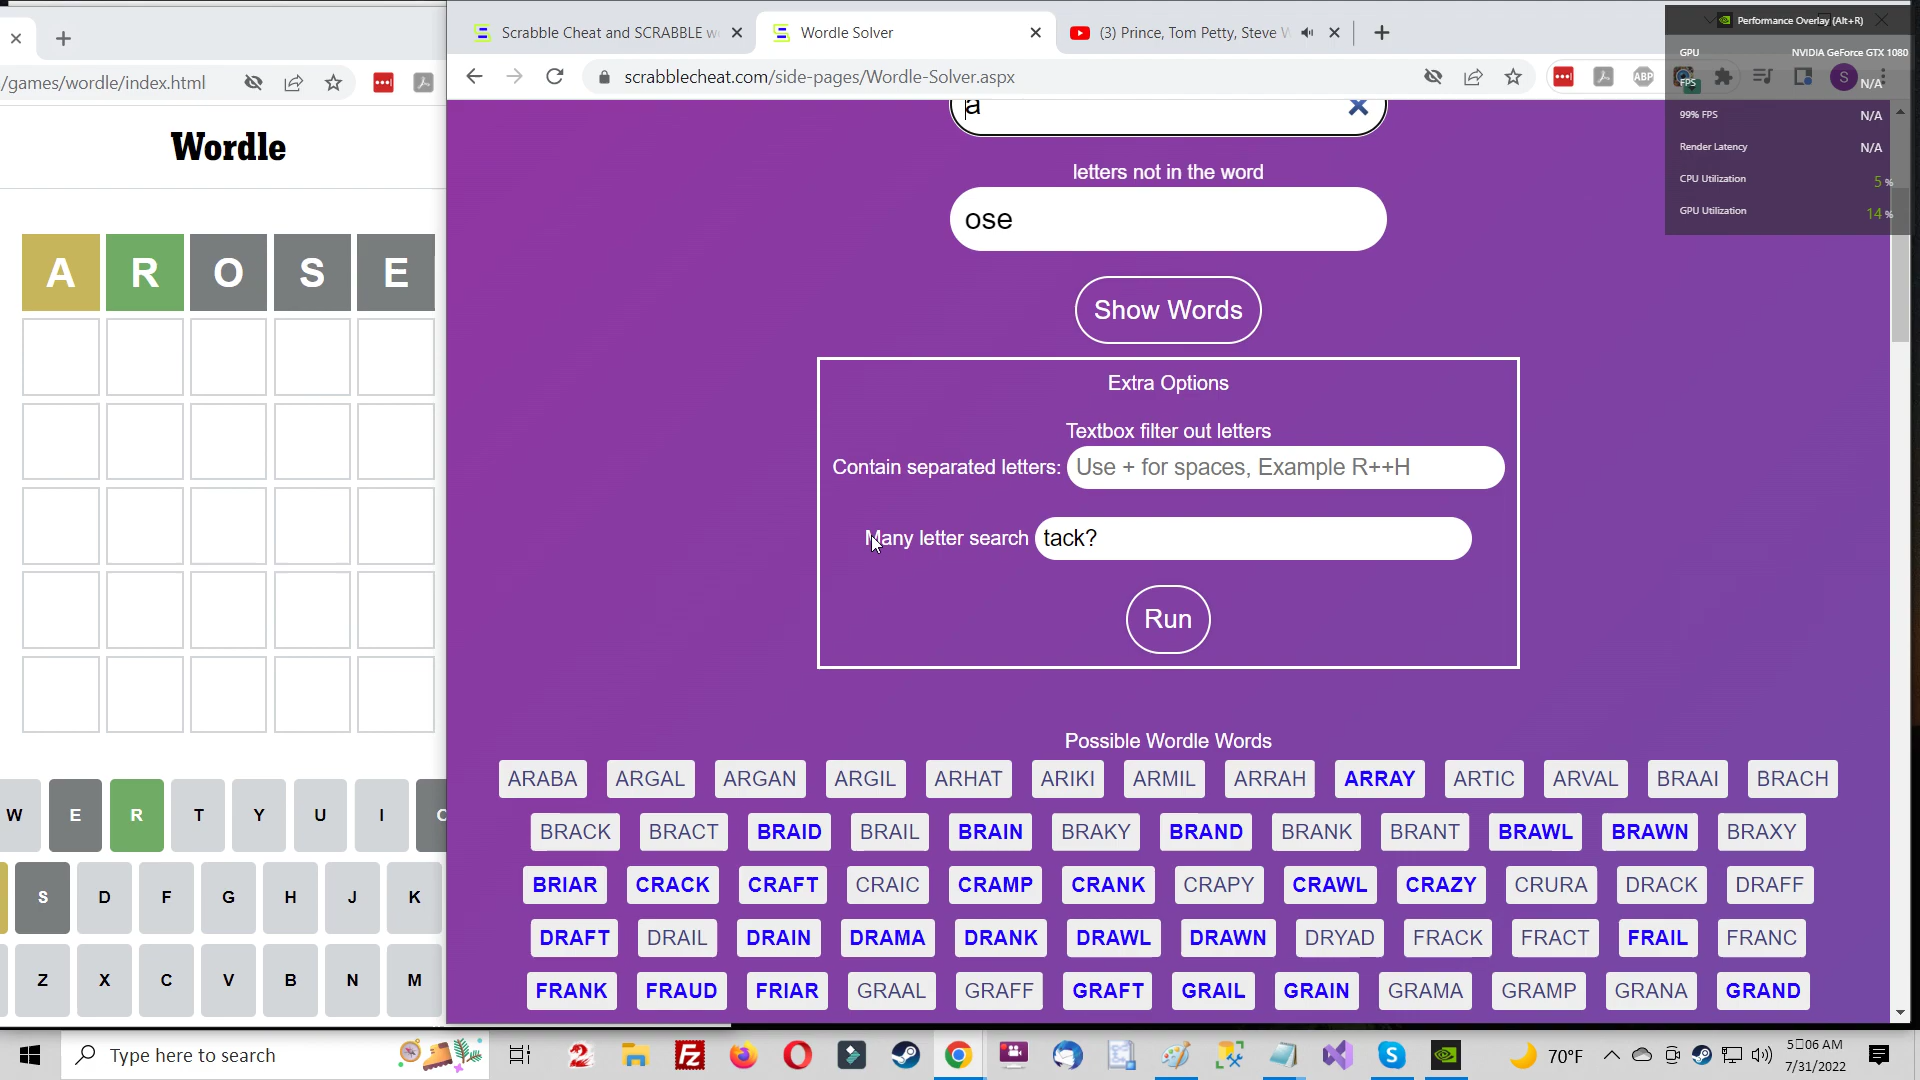 Scrabble Cheat and SCRABBLE w
Wordle Solver
(3) Prince, Tom Petty, Steve W
Performance Overlay (Alt+R)
/games/wordle/index.html
scrabblecheat.com/side-pages/Wordle-Solver.aspx
ABP
S
GPU
NVIDIA GeForce GTX 1080
FPS
N/A
99% FPS
N/A
Render Latency
N/A
CPU Utilization
5 %
GPU Utilization
14 %
Wordle
A R O S E
W E R T Y U I
S D F G H J K
Z X C V B N M
a
letters not in the word
ose
Show Words
Extra Options
Textbox filter out letters
Contain separated letters: Use + for spaces, Example R++H
Many letter search tack?
Run
Possible Wordle Words
ARABA ARGAL ARGAN ARGIL ARHAT ARIKI ARMIL ARRAH ARRAY ARTIC ARVAL BRAAI BRACH
BRACK BRACT BRAID BRAIL BRAIN BRAKY BRAND BRANK BRANT BRAWL BRAWN BRAXY
BRIAR CRACK CRAFT CRAIC CRAMP CRANK CRAPY CRAWL CRAZY CRURA DRACK DRAFF
DRAFT DRAIL DRAIN DRAMA DRANK DRAWL DRAWN DRYAD FRACK FRACT FRAIL FRANC
FRANK FRAUD FRIAR GRAAL GRAFF GRAFT GRAIL GRAIN GRAMA GRAMP GRANA GRAND
Type here to search
70°F
5:06 AM
7/31/2022